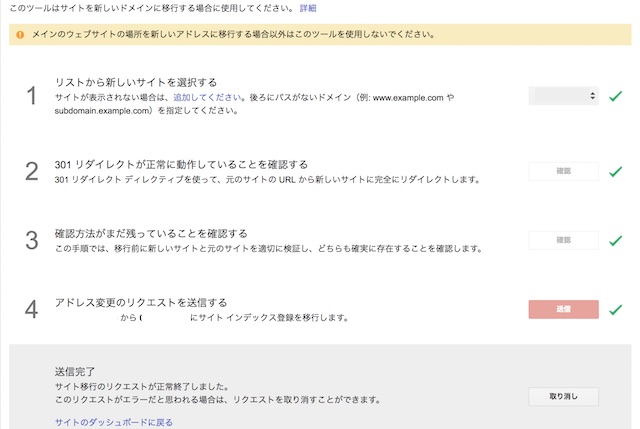 このツールはサイトを新しいドメインに移行する場合に使用してください。 詳細
メインのウェブサイトの場所を新しいアドレスに移行する場合以外はこのツールを使用しないでください。
1
リストから新しいサイトを選択する
サイトが表示されない場合は、追加してください。後ろにパスがないドメイン（例: www.example.com や
subdomain.example.com）を指定してください。
2
301 リダイレクトが正常に動作していることを確認する
301 リダイレクト ディレクティブを使って、元のサイトの URL から新しいサイトに完全にリダイレクトします。
確認
3
確認方法がまだ残っていることを確認する
この手順では、移行前に新しいサイトと元のサイトを適切に検証し、どちらも確実に存在することを確認します。
確認
4
アドレス変更のリクエストを送信する
から ( にサイト インデックス登録を移行します。
送信
送信完了
サイト移行のリクエストが正常終了しました。
このリクエストがエラーだと思われる場合は、リクエストを取り消すことができます。
取り消し
サイトのダッシュボードに戻る